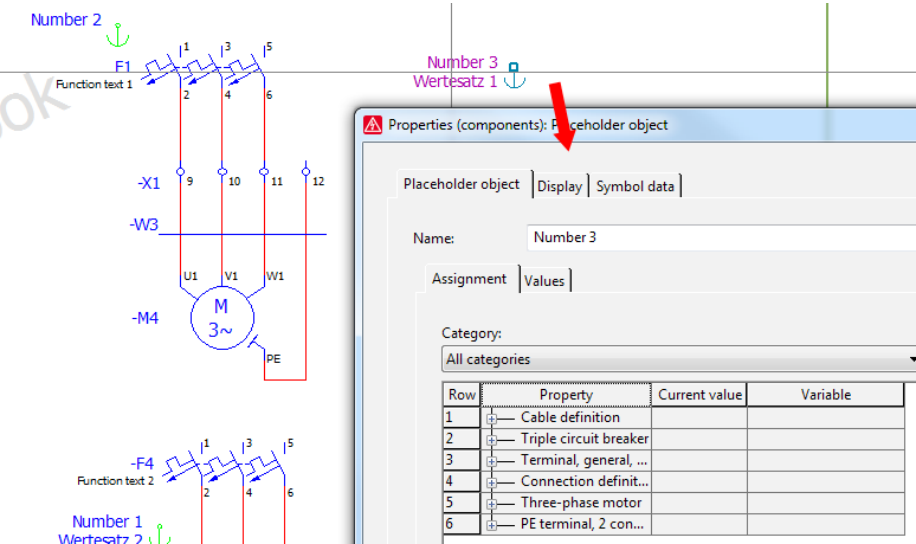 Number 2
1 3 5
F1
Function text 1
2 4 6
ook
Number 3
Wertesatz 1
-X1
9 10 11 12
-W3
U1 V1 W1
-M4
M
3~
PE
-F4
1 3 5
Function text 2
2 4 6
Number 1
Wertesatz 2
Properties (components): Placeholder object
Placeholder object Display Symbol data
Name: Number 3
Assignment Values
Category:
All categories
Row Property Current value Variable
1 Cable definition
2 Triple circuit breaker
3 Terminal, general, ...
4 Connection definit...
5 Three-phase motor
6 PE terminal, 2 con...